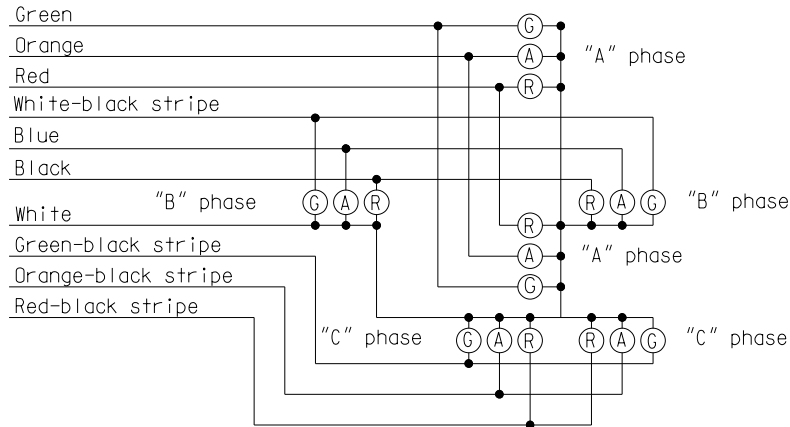 Green
G
Orange
A
"A" phase
Red
R
White-black stripe
Blue
Black
"B" phase
G A R
R A G
"B" phase
White
R
Green-black stripe
A
"A" phase
Orange-black stripe
G
Red-black stripe
"C" phase
G A R
R A G
"C" phase